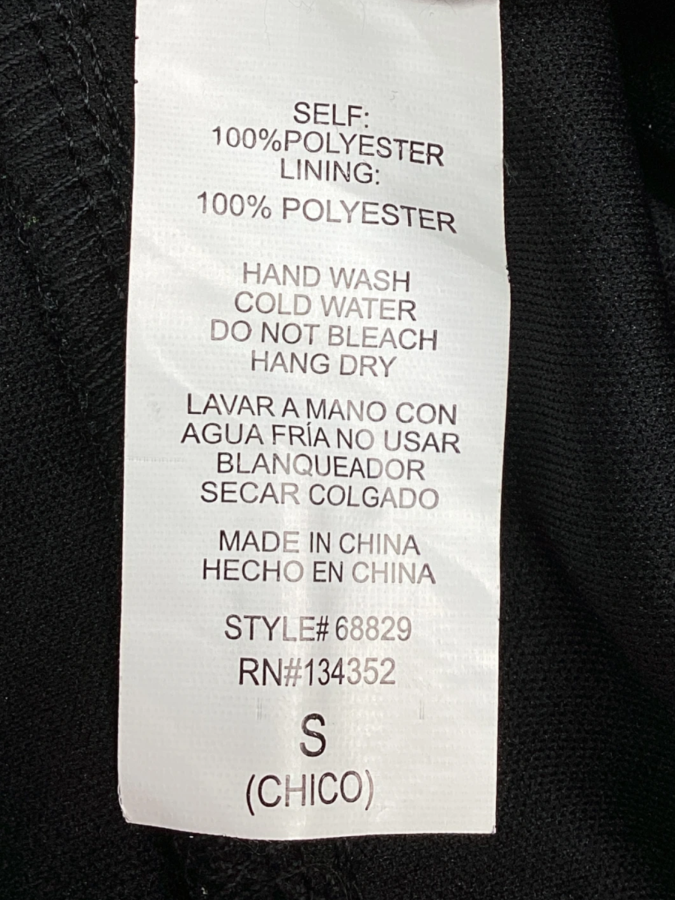 SELF:
100%POLYESTER
LINING:
100% POLYESTER
HAND WASH
COLD WATER
DO NOT BLEACH
HANG DRY
LAVAR A MANO CON
AGUA FRÍA NO USAR
BLANQUEADOR
SECAR COLGADO
MADE IN CHINA
HECHO EN CHINA
STYLE# 68829
RN#134352
S
(CHICO)